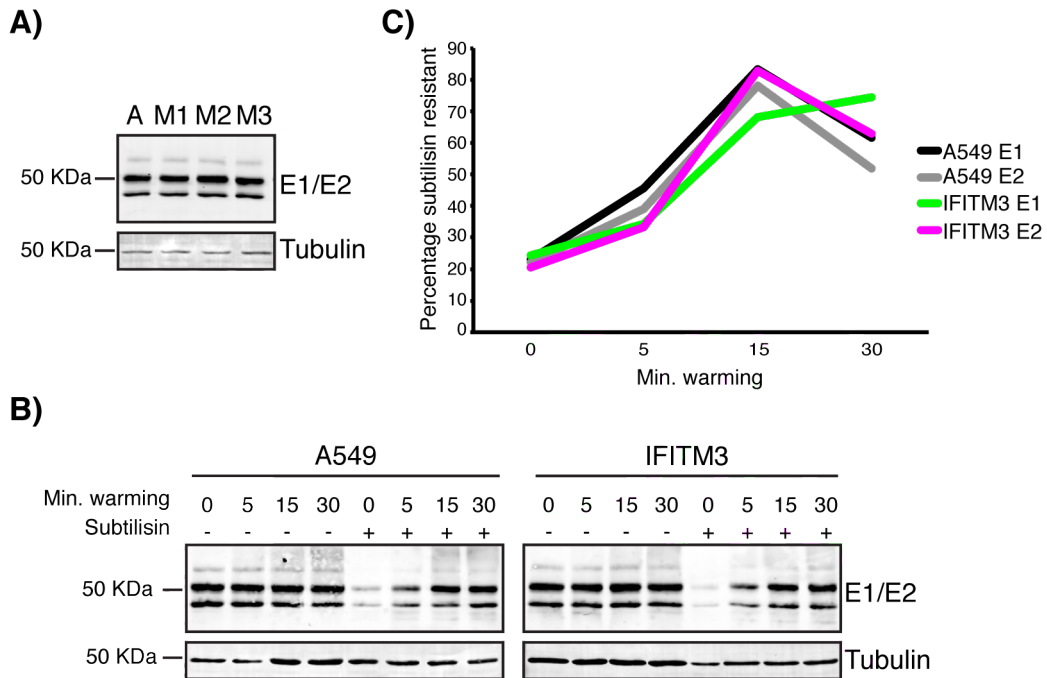 A)
A M1 M2 M3
50 KDa
E1/E2
50 KDa
Tubulin
C)
Percentage subtilisin resistant
90
80
70
60
50
40
30
20
10
0
0 5 15 30
Min. warming
A549 E1
A549 E2
IFITM3 E1
IFITM3 E2
B)
A549 IFITM3
Min. warming 0 5 15 30 0 5 15 30 0 5 15 30 0 5 15 30
Subtilisin - - - - + + + + - - - - + + + +
50 KDa
E1/E2
50 KDa
Tubulin